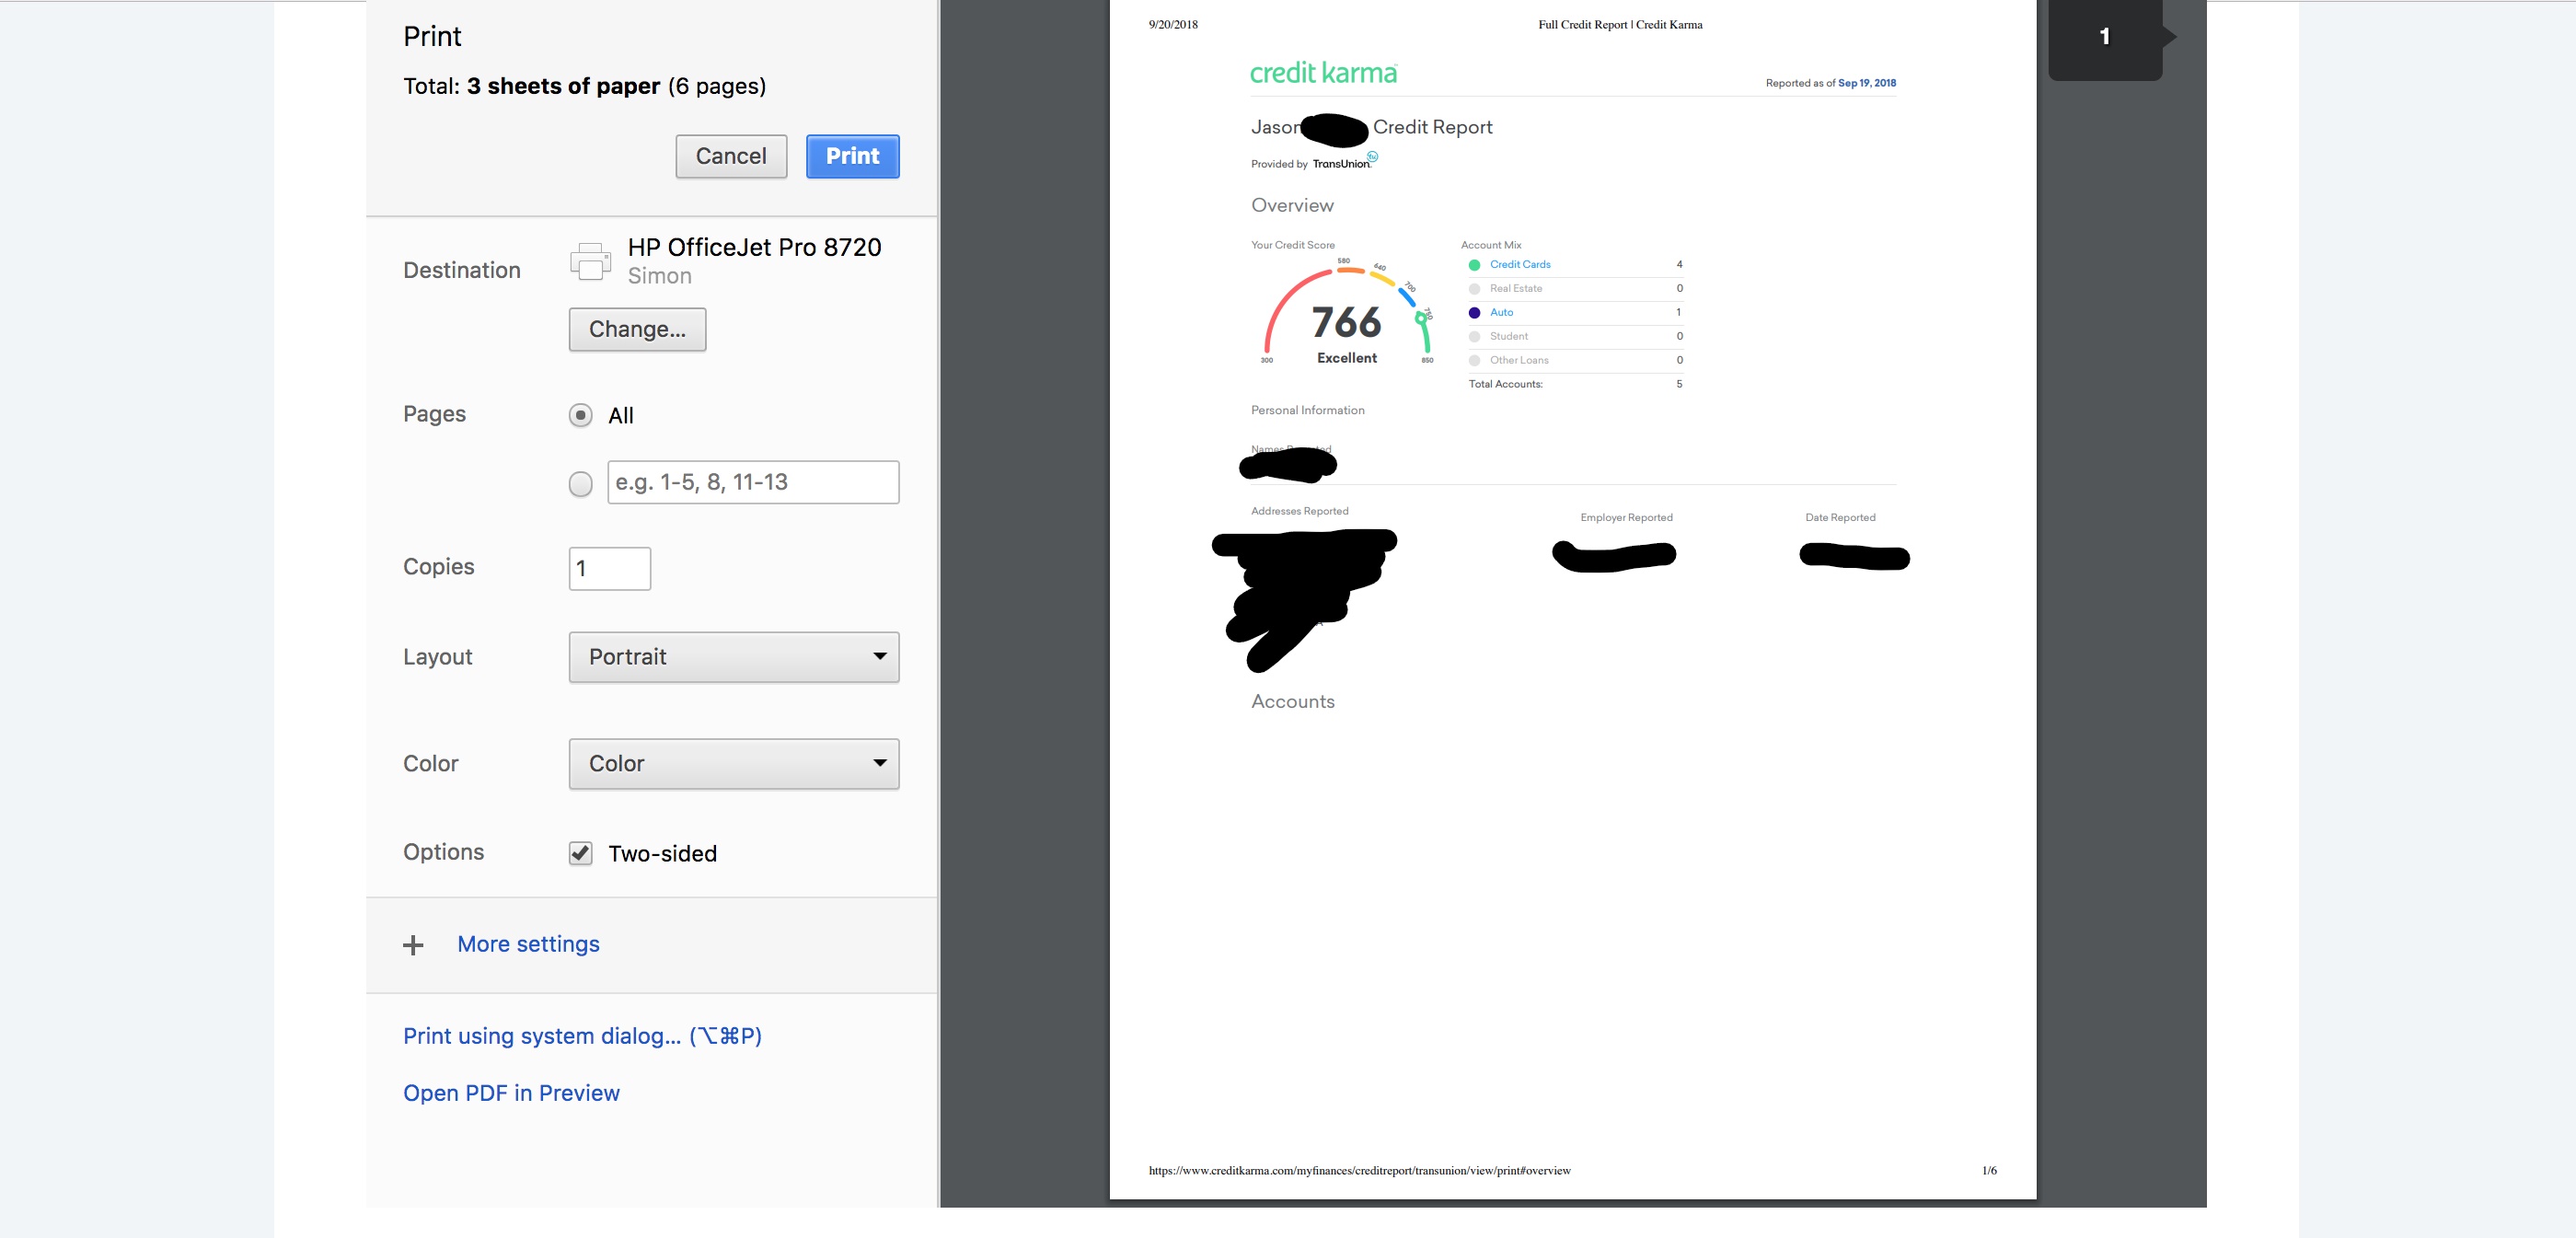 Print
Total: 3 sheets of paper (6 pages)
Cancel
Print
Destination
HP OfficeJet Pro 8720
Simon
Change...
Pages
All
e.g. 1-5, 8, 11-13
Copies
1
Layout
Portrait
Color
Color
Options
Two-sided
+ More settings
Print using system dialog... (⌥⌘P)
Open PDF in Preview
9/20/2018
Full Credit Report | Credit Karma
credit karma
Reported as of Sep 19, 2018
Jason Credit Report
Provided by TransUnion. tu
Overview
Your Credit Score
300
580
640
700
750
850
766
Excellent
Account Mix
Credit Cards 4
Real Estate 0
Auto 1
Student 0
Other Loans 0
Total Accounts: 5
Personal Information
Names
Addresses Reported
Employer Reported
Date Reported
Accounts
https://www.creditkarma.com/myfinances/creditreport/transunion/view/print#overview
1/6
1